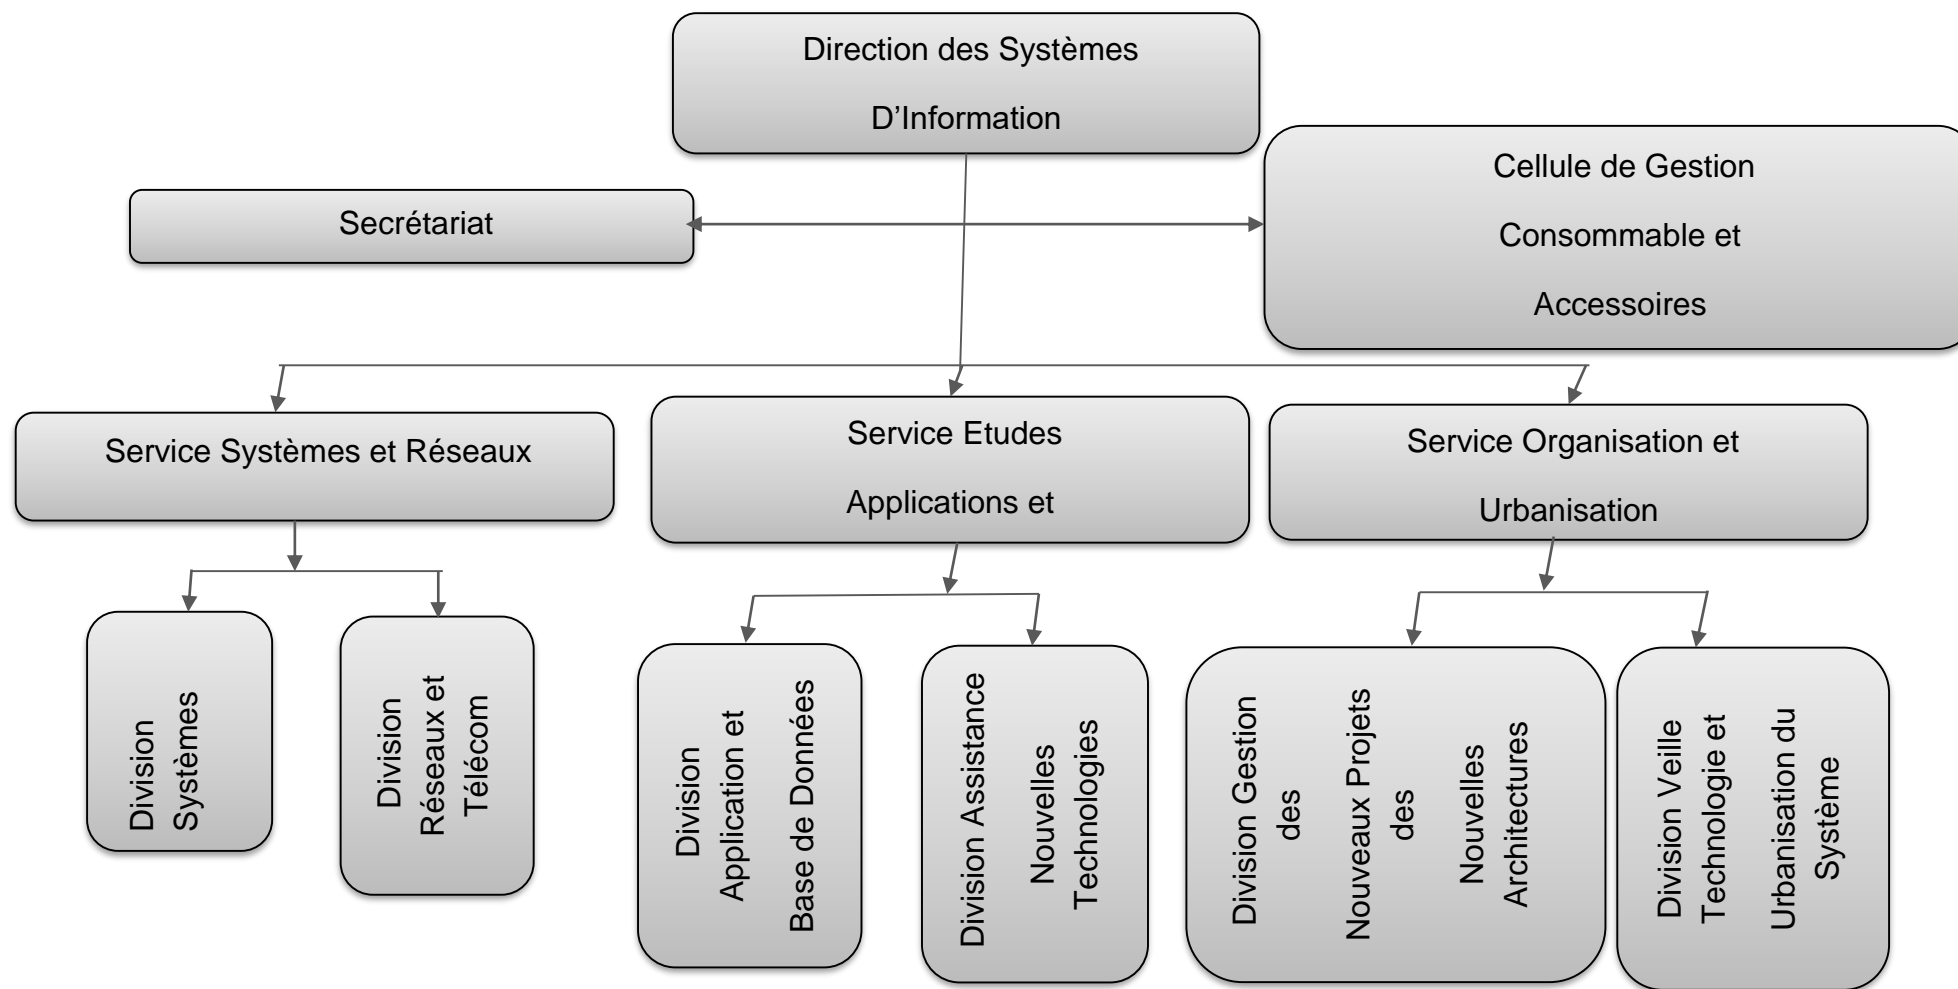 Direction des Systèmes
D’Information
Cellule de Gestion
Consommable et
Accessoires
Secrétariat
Service Systèmes et Réseaux
Service Etudes
Applications et
Service Organisation et
Urbanisation
Division
Systèmes
Division
Réseaux et
Télécom
Division
Application et
Base de Données
Division Assistance
Nouvelles
Technologies
Division Gestion
des
Nouveaux Projets
des
Nouvelles
Architectures
Division Veille
Technologie et
Urbanisation du
Système